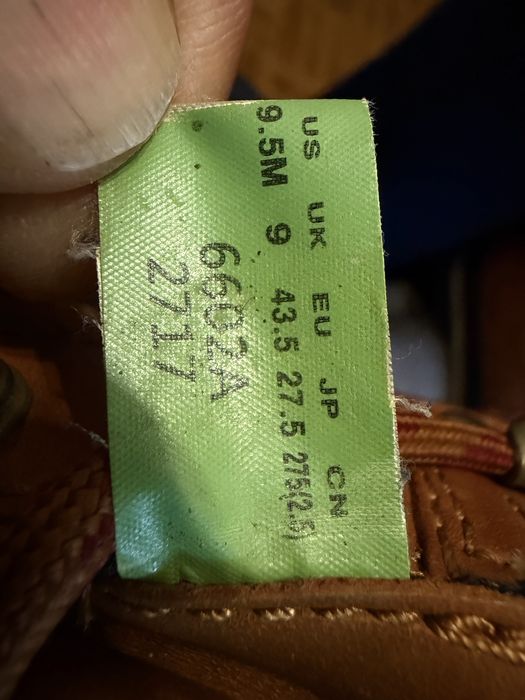 US UK EU JP CN
9.5M 9 43.5 27.5 275(2.5)
6602A
2717